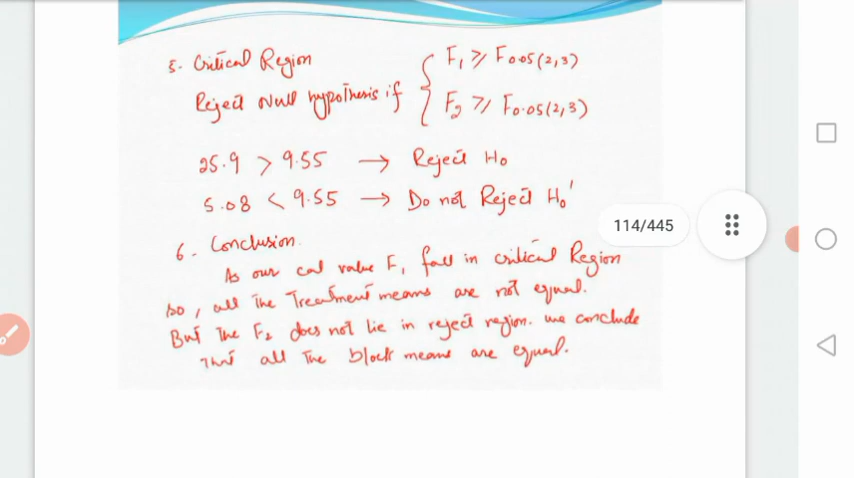 5- Critical Region
Reject Null hypothesis if { F₁ ⩾ F0.05(2,3)
F₂ ⩾ F0.05(2,3)
25.9 > 9.55 → Reject H₀
5.08 < 9.55 → Do not Reject H₀'
114/445
6- Conclusion.
As our cal value F₁ fall in critical Region
so, all the Treatment means are not equal.
But the F₂ does not lie in reject region. we conclude
that all the block means are equal.